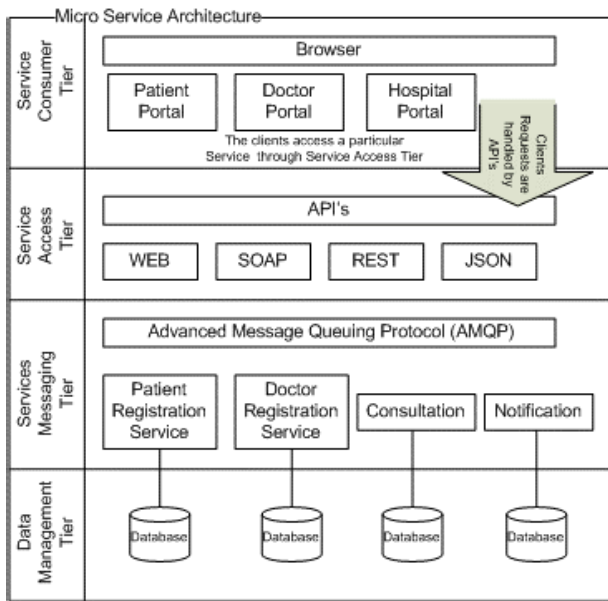 Micro Service Architecture
Service
Consumer
Tier
Browser
Patient
Portal
Doctor
Portal
Hospital
Portal
The clients access a particular
Service through Service Access Tier
Clients
Requests are
handled by
API's
Service
Access
Tier
API's
WEB
SOAP
REST
JSON
Services
Messaging
Tier
Advanced Message Queuing Protocol (AMQP)
Patient
Registration
Service
Doctor
Registration
Service
Consultation
Notification
Data
Management
Tier
Database
Database
Database
Database